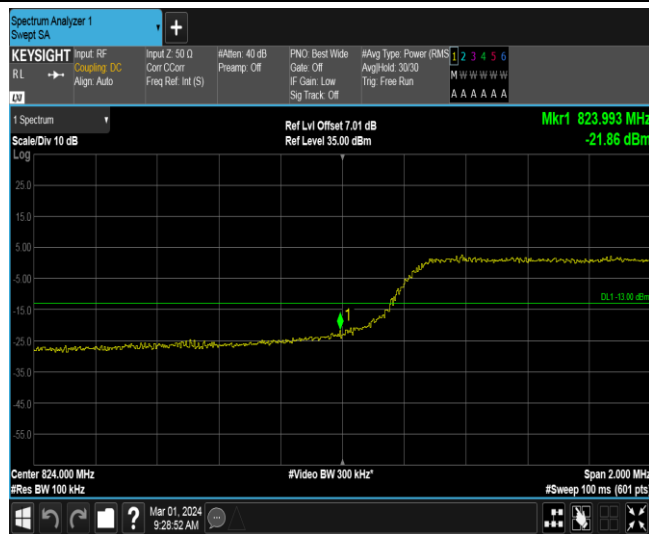 Spectrum Analyzer 1
Swept SA
+
KEYSIGHT
RL
LXI
Input: RF
Coupling: DC
Align: Auto
Input Z: 50 Ω
Corr CCorr
Freq Ref: Int (S)
#Atten: 40 dB
Preamp: Off
PNO: Best Wide
Gate: Off
IF Gain: Low
Sig Track: Off
#Avg Type: Power (RMS
Avg|Hold: 30/30
Trig: Free Run
1 2 3 4 5 6
M W W W W W
A A A A A A
1 Spectrum
Scale/Div 10 dB
Log
Ref Lvl Offset 7.01 dB
Ref Level 35.00 dBm
Mkr1 823.993 MHz
-21.86 dBm
25.0
15.0
5.00
-5.00
-15.0
-25.0
-35.0
-45.0
-55.0
DL1 -13.00 dBm
1
Center 824.000 MHz
#Res BW 100 kHz
#Video BW 300 kHz*
Span 2.000 MHz
#Sweep 100 ms (601 pts)
?
Mar 01, 2024
9:28:52 AM